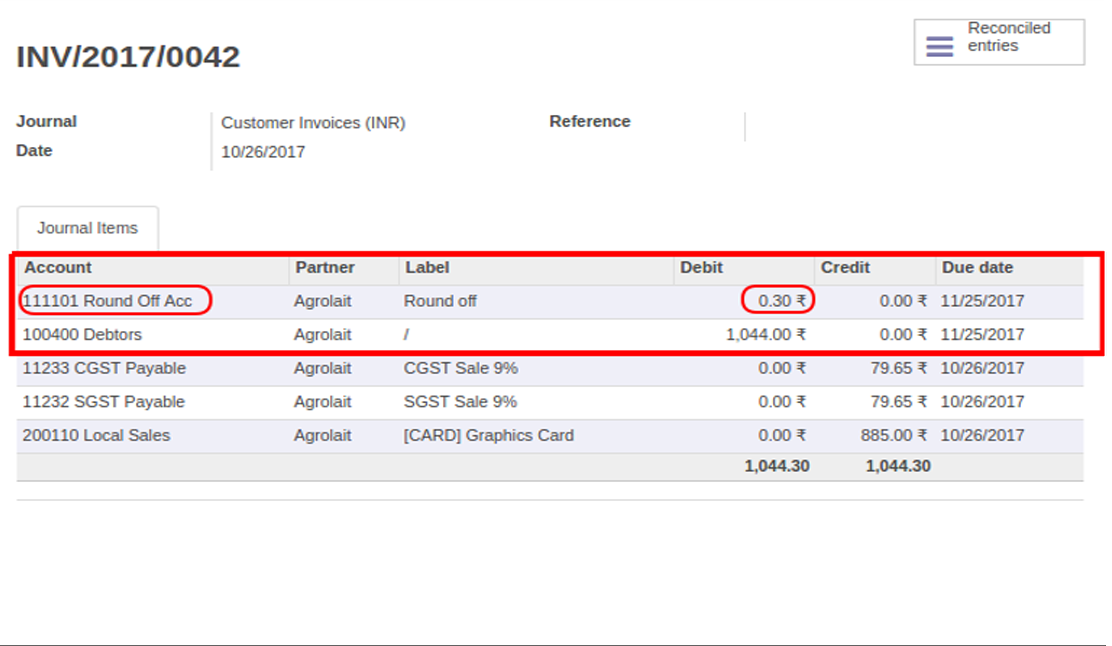 Reconciled
entries
INV/2017/0042
Journal Customer Invoices (INR) Reference
Date 10/26/2017
Journal Items
Account Partner Label Debit Credit Due date
111101 Round Off Acc Agrolait Round off 0.30 ₹ 0.00 ₹ 11/25/2017
100400 Debtors Agrolait / 1,044.00 ₹ 0.00 ₹ 11/25/2017
11233 CGST Payable Agrolait CGST Sale 9% 0.00 ₹ 79.65 ₹ 10/26/2017
11232 SGST Payable Agrolait SGST Sale 9% 0.00 ₹ 79.65 ₹ 10/26/2017
200110 Local Sales Agrolait [CARD] Graphics Card 0.00 ₹ 885.00 ₹ 10/26/2017
1,044.30 1,044.30